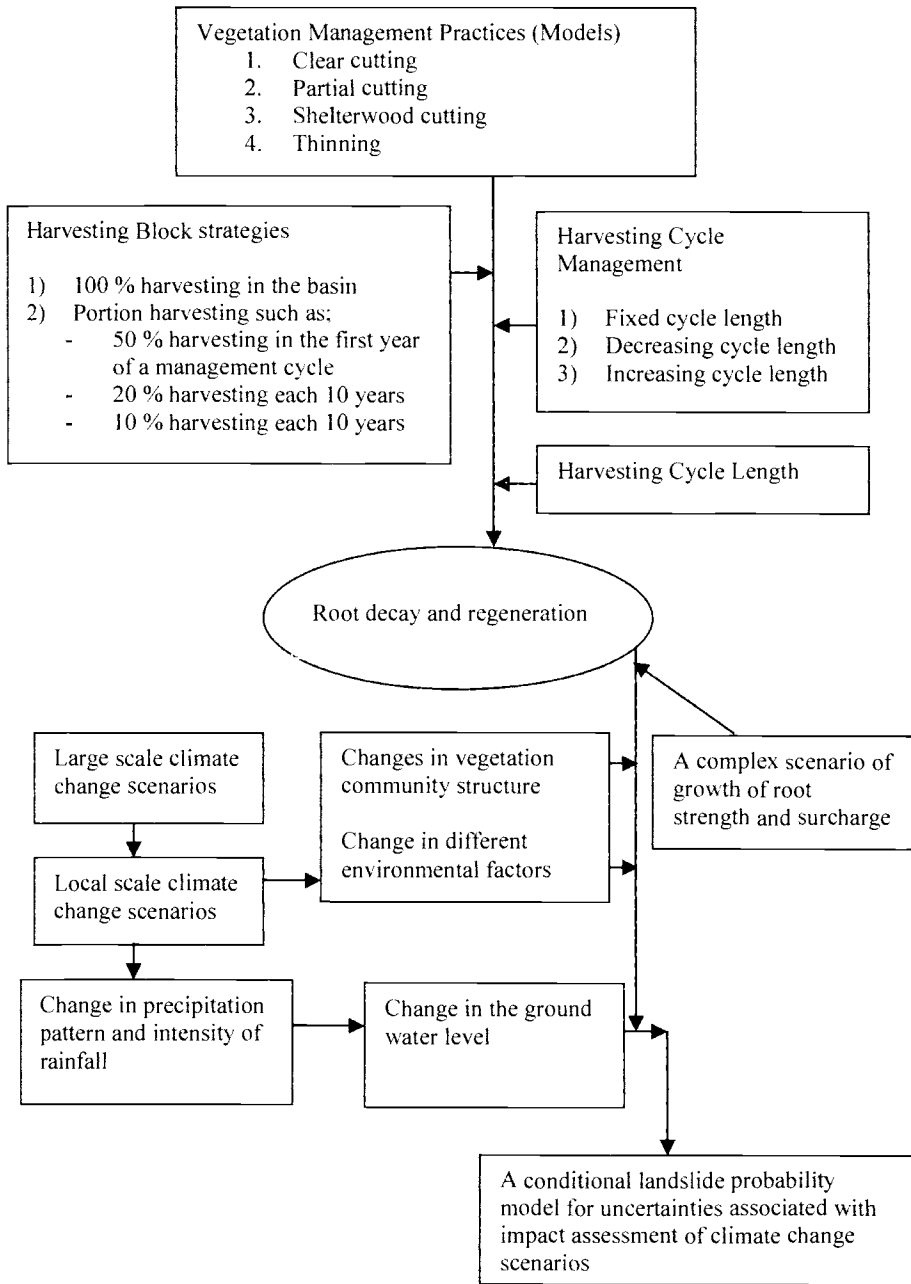 Vegetation Management Practices (Models)
1. Clear cutting
2. Partial cutting
3. Shelterwood cutting
4. Thinning
Harvesting Block strategies
1) 100 % harvesting in the basin
2) Portion harvesting such as;
- 50 % harvesting in the first year
of a management cycle
- 20 % harvesting each 10 years
- 10 % harvesting each 10 years
Harvesting Cycle
Management
1) Fixed cycle length
2) Decreasing cycle length
3) Increasing cycle length
Harvesting Cycle Length
Root decay and regeneration
Large scale climate
change scenarios
Changes in vegetation
community structure
Change in different
environmental factors
A complex scenario of
growth of root
strength and surcharge
Local scale climate
change scenarios
Change in precipitation
pattern and intensity of
rainfall
Change in the ground
water level
A conditional landslide probability
model for uncertainties associated with
impact assessment of climate change
scenarios